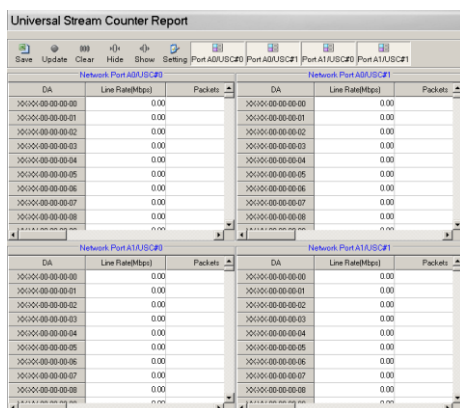 Universal Stream Counter Report
Save Update Clear Hide Show Setting Port A0/USC#0 Port A0/USC#1 Port A1/USC#0 Port A1/USC#1
Network Port A0/USC#0 Network Port A0/USC#1
DA Line Rate(Mbps) Packets DA Line Rate(Mbps) Packets
XX-XX-00-00-00-00 0.00 XX-XX-00-00-00-00 0.00
XX-XX-00-00-00-01 0.00 XX-XX-00-00-00-01 0.00
XX-XX-00-00-00-02 0.00 XX-XX-00-00-00-02 0.00
XX-XX-00-00-00-03 0.00 XX-XX-00-00-00-03 0.00
XX-XX-00-00-00-04 0.00 XX-XX-00-00-00-04 0.00
XX-XX-00-00-00-05 0.00 XX-XX-00-00-00-05 0.00
XX-XX-00-00-00-06 0.00 XX-XX-00-00-00-06 0.00
XX-XX-00-00-00-07 0.00 XX-XX-00-00-00-07 0.00
XX-XX-00-00-00-08 0.00 XX-XX-00-00-00-08 0.00
Network Port A1/USC#0 Network Port A1/USC#1
DA Line Rate(Mbps) Packets DA Line Rate(Mbps) Packets
XX-XX-00-00-00-00 0.00 XX-XX-00-00-00-00 0.00
XX-XX-00-00-00-01 0.00 XX-XX-00-00-00-01 0.00
XX-XX-00-00-00-02 0.00 XX-XX-00-00-00-02 0.00
XX-XX-00-00-00-03 0.00 XX-XX-00-00-00-03 0.00
XX-XX-00-00-00-04 0.00 XX-XX-00-00-00-04 0.00
XX-XX-00-00-00-05 0.00 XX-XX-00-00-00-05 0.00
XX-XX-00-00-00-06 0.00 XX-XX-00-00-00-06 0.00
XX-XX-00-00-00-07 0.00 XX-XX-00-00-00-07 0.00
XX-XX-00-00-00-08 0.00 XX-XX-00-00-00-08 0.00